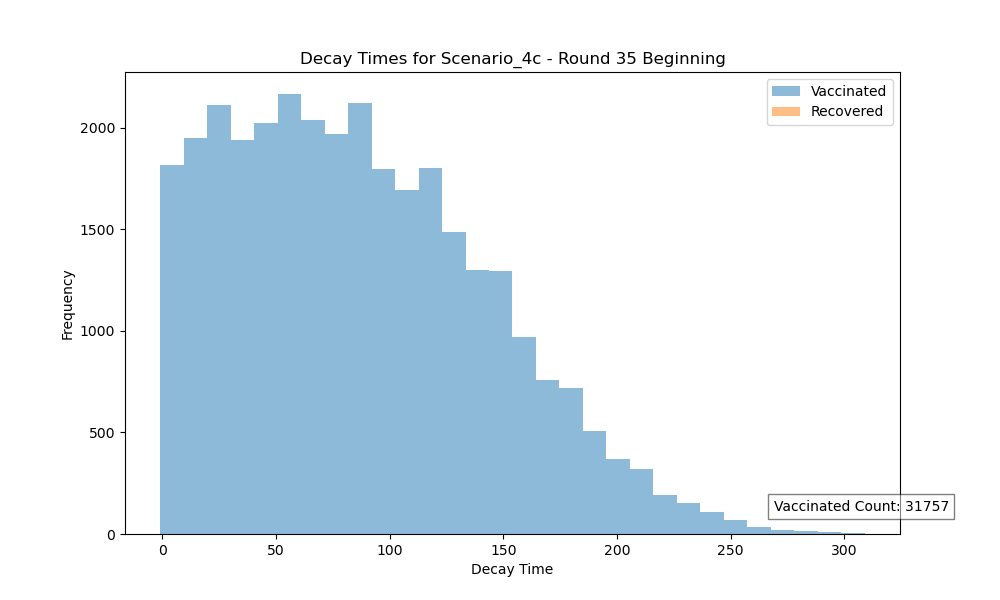 Decay Times for Scenario_4c - Round 35 Beginning
Vaccinated
Recovered
2000
1500
1000
500
0
Frequency
Vaccinated Count: 31757
0 50 100 150 200 250 300
Decay Time